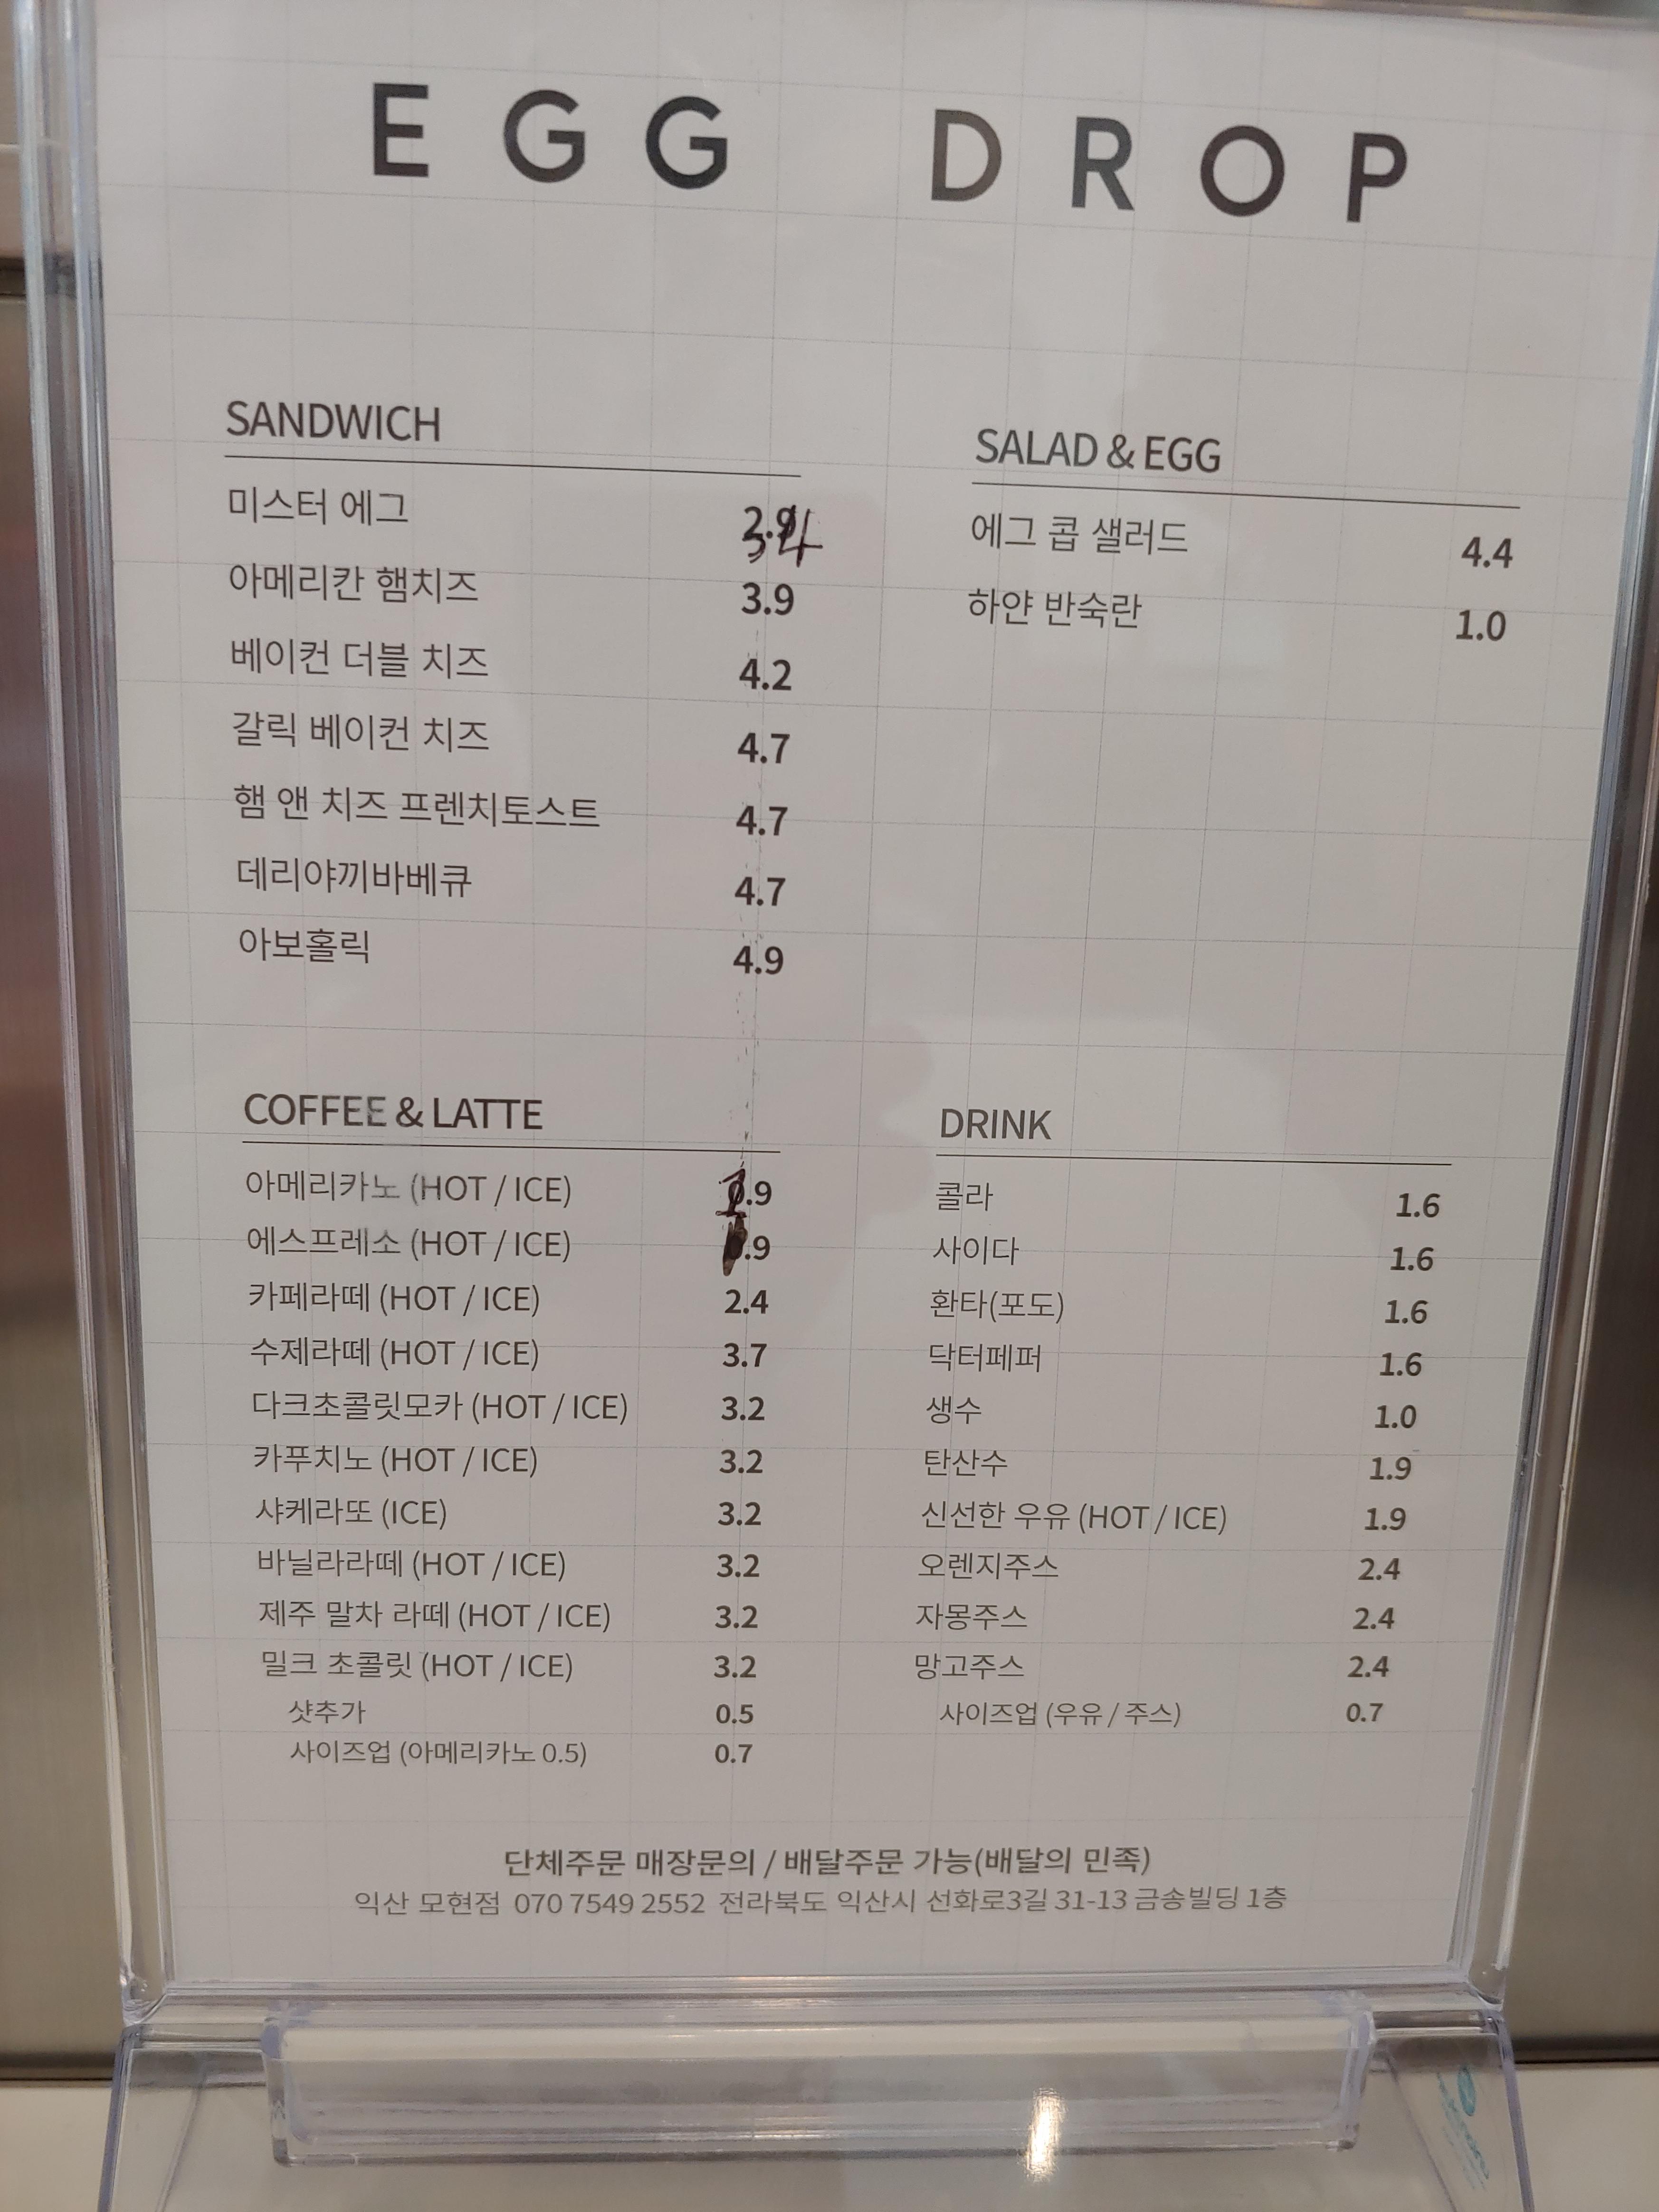 EGG DROP
SANDWICH
미스터 에그 3.4
아메리칸 햄치즈 3.9
베이컨 더블 치즈 4.2
갈릭 베이컨 치즈 4.7
햄 앤 치즈 프렌치토스트 4.7
데리야끼바베큐 4.7
아보홀릭 4.9
SALAD & EGG
에그 콥 샐러드 4.4
하얀 반숙란 1.0
COFFEE & LATTE
아메리카노 (HOT / ICE) 1.9
에스프레소 (HOT / ICE) .9
카페라떼 (HOT / ICE) 2.4
수제라떼 (HOT / ICE) 3.7
다크초콜릿모카 (HOT / ICE) 3.2
카푸치노 (HOT / ICE) 3.2
샤케라또 (ICE) 3.2
바닐라라떼 (HOT / ICE) 3.2
제주 말차 라떼 (HOT / ICE) 3.2
밀크 초콜릿 (HOT / ICE) 3.2
샷추가 0.5
사이즈업 (아메리카노 0.5) 0.7
DRINK
콜라 1.6
사이다 1.6
환타(포도) 1.6
닥터페퍼 1.6
생수 1.0
탄산수 1.9
신선한 우유 (HOT / ICE) 1.9
오렌지주스 2.4
자몽주스 2.4
망고주스 2.4
사이즈업 (우유 / 주스) 0.7
단체주문 매장문의 / 배달주문 가능(배달의 민족)
익산 모현점 070 7549 2552 전라북도 익산시 선화로3길 31-13 금송빌딩 1층